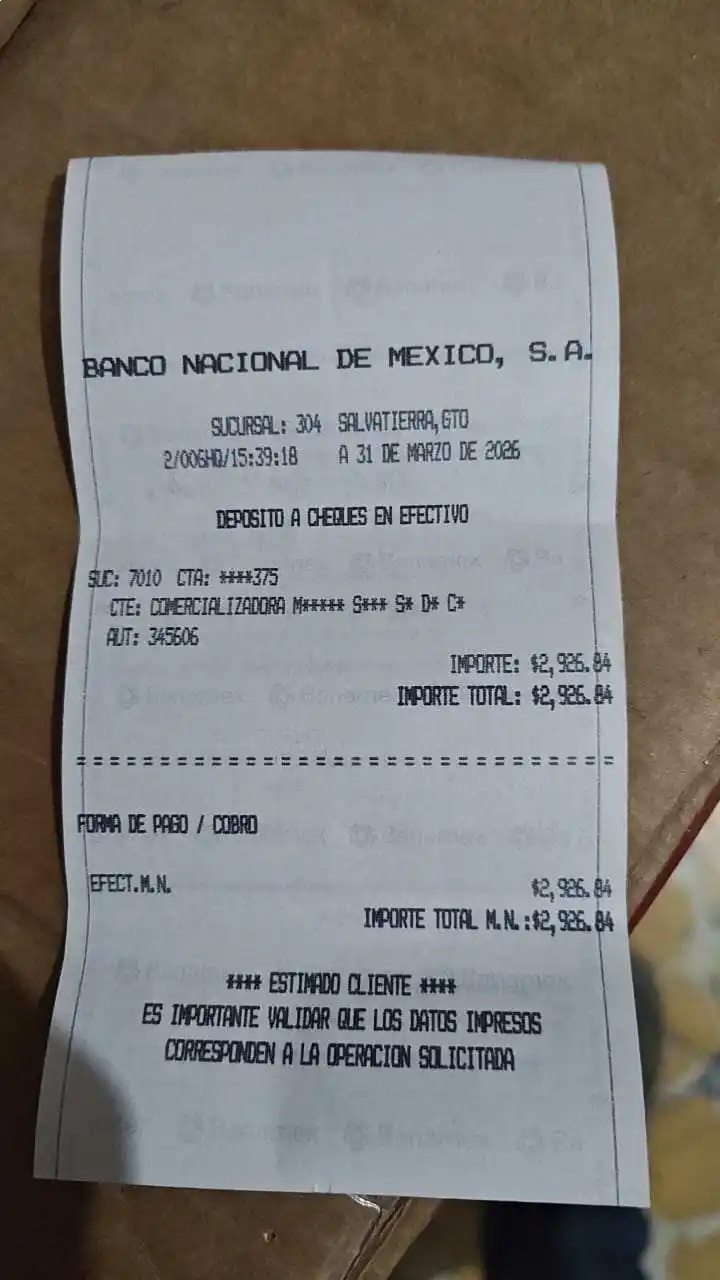 BANCO NACIONAL DE MEXICO, S.A.
SUCURSAL: 304 SALVATIERRA,GTO
2/006HQ/15:39:18 A 31 DE MARZO DE 2026
DEPOSITO A CHEQUES EN EFECTIVO
SUC: 7010 CTA: ****375
CTE: COMERCIALIZADORA M***** S*** S* D* C*
AUT: 345606
IMPORTE: $2,926.84
IMPORTE TOTAL: $2,926.84
================================
FORMA DE PAGO / COBRO
EFECT.M.N. $2,926.84
IMPORTE TOTAL M.N.:$2,926.84
**** ESTIMADO CLIENTE ****
ES IMPORTANTE VALIDAR QUE LOS DATOS IMPRESOS
CORRESPONDEN A LA OPERACION SOLICITADA